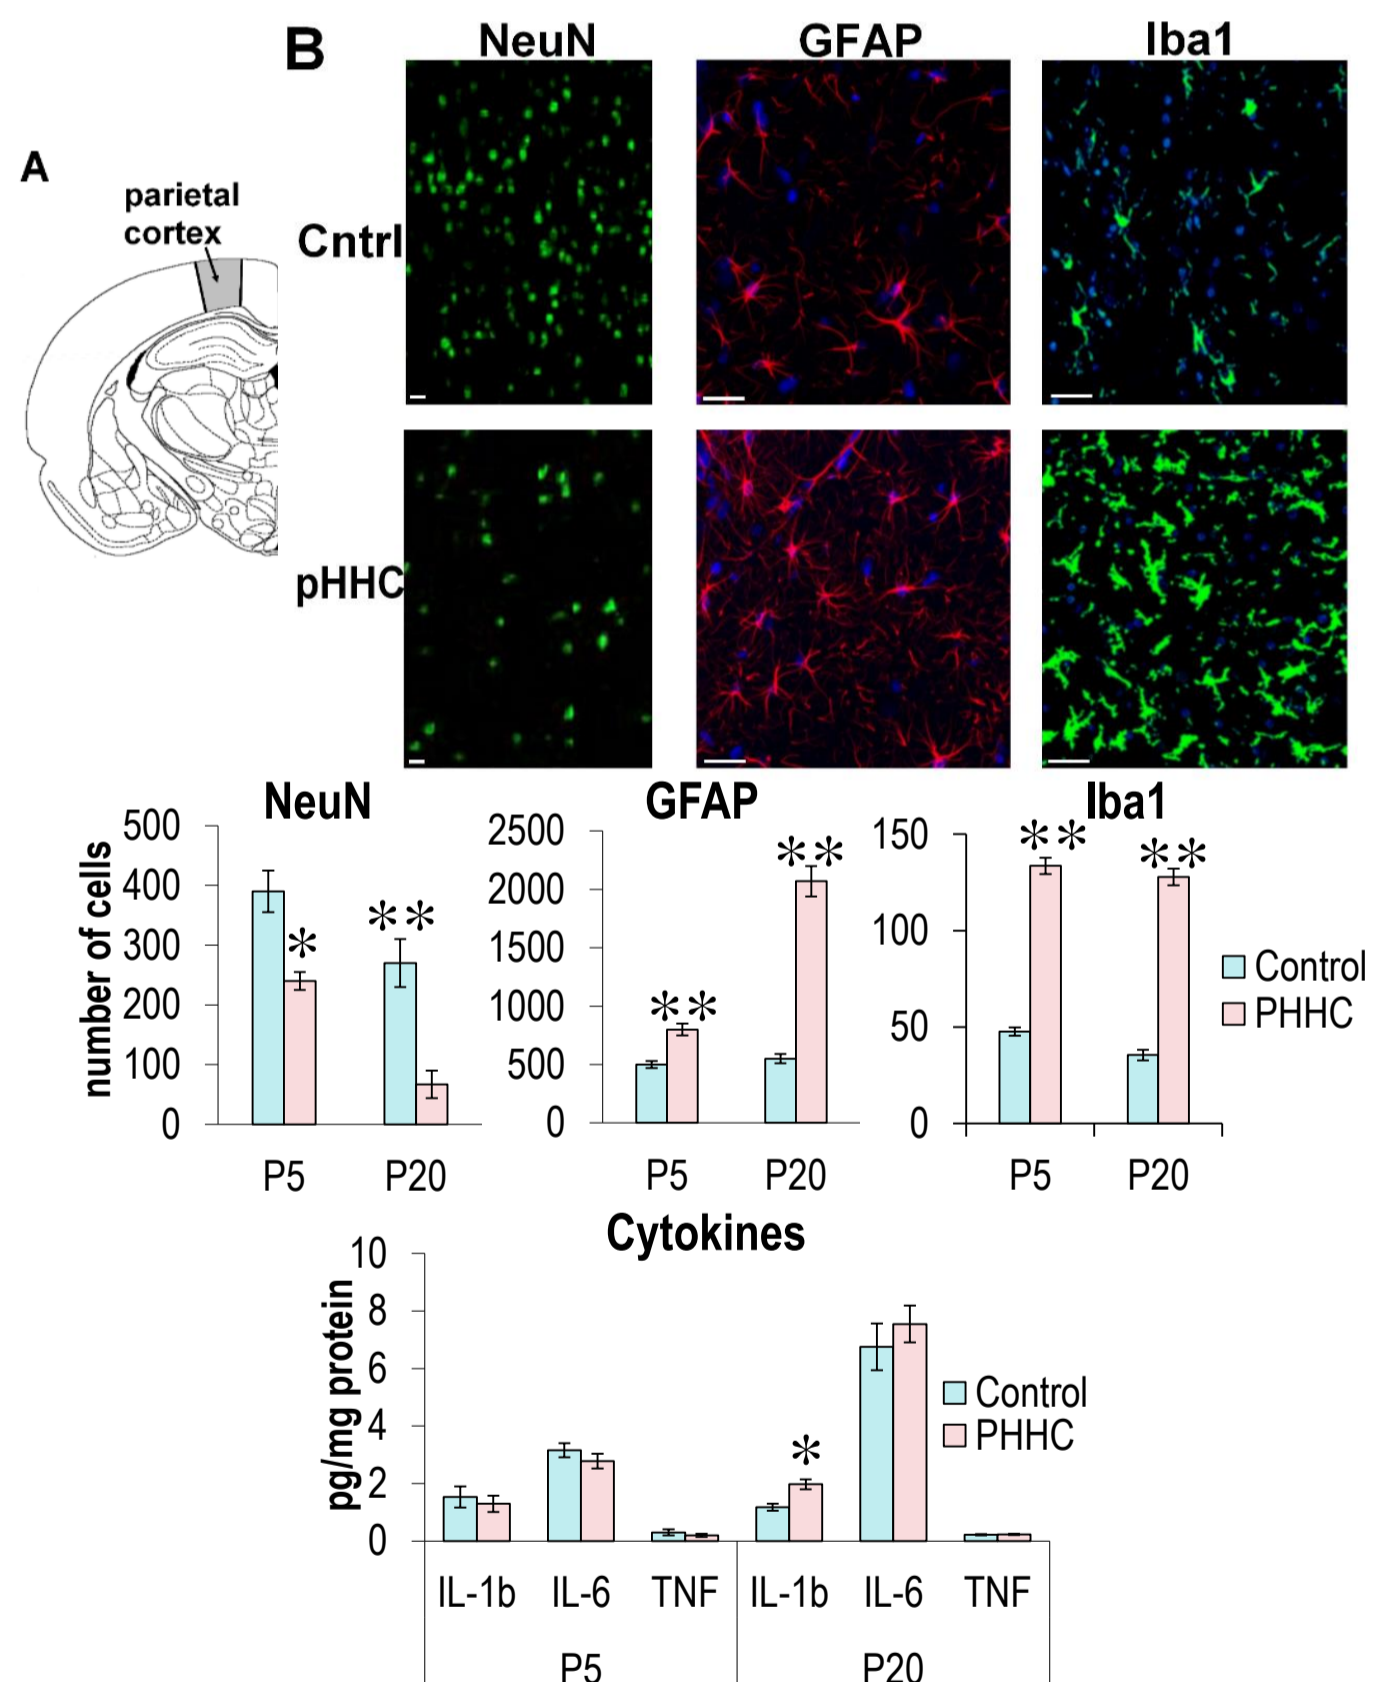 B
NeuN
GFAP
Iba1
A
parietal
cortex
Cntrl
pHHC
NeuN
GFAP
Iba1
number of cells
500
400
300
200
100
0
*
**
P5
P20
2500
2000
1500
1000
500
0
**
**
P5
P20
150
100
50
0
**
**
P5
P20
Control
PHHC
Cytokines
pg/mg protein
10
8
6
4
2
0
*
Control
PHHC
IL-1b
IL-6
TNF
IL-1b
IL-6
TNF
P5
P20